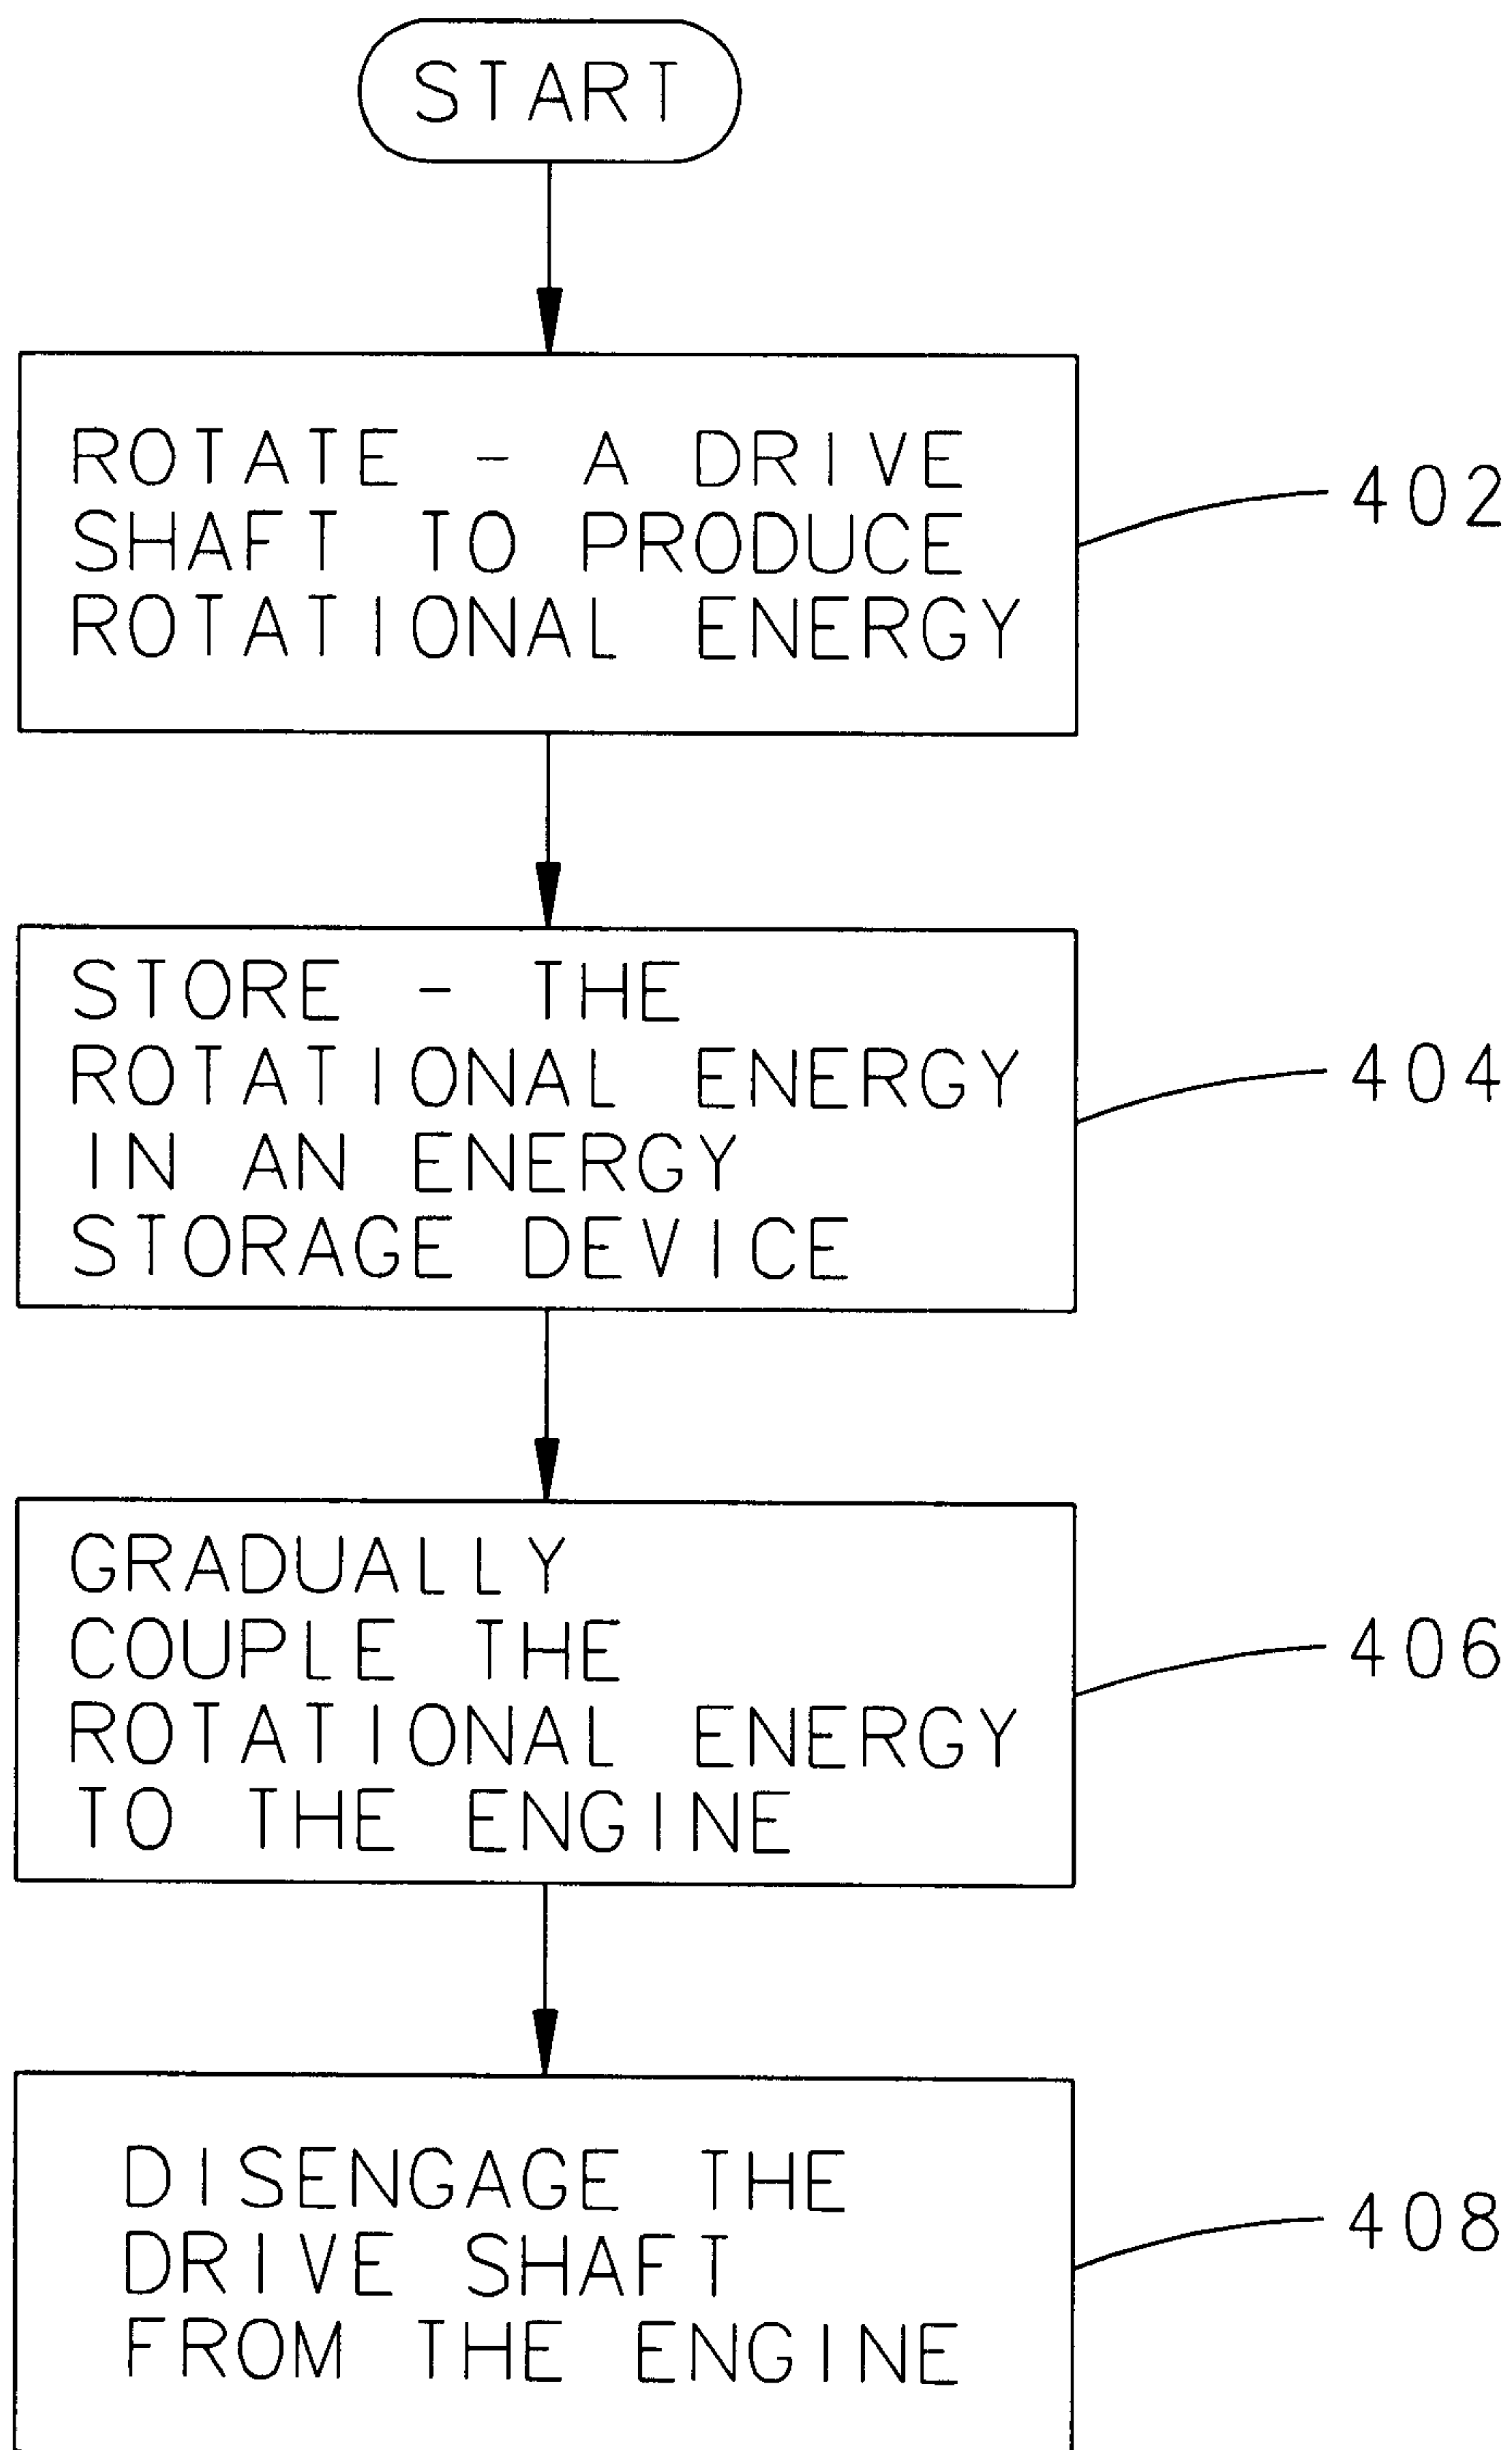 START
ROTATE - A DRIVE
SHAFT TO PRODUCE
ROTATIONAL ENERGY
402
STORE - THE
ROTATIONAL ENERGY
IN AN ENERGY
STORAGE DEVICE
404
GRADUALLY
COUPLE THE
ROTATIONAL ENERGY
TO THE ENGINE
406
DISENGAGE THE
DRIVE SHAFT
FROM THE ENGINE
408